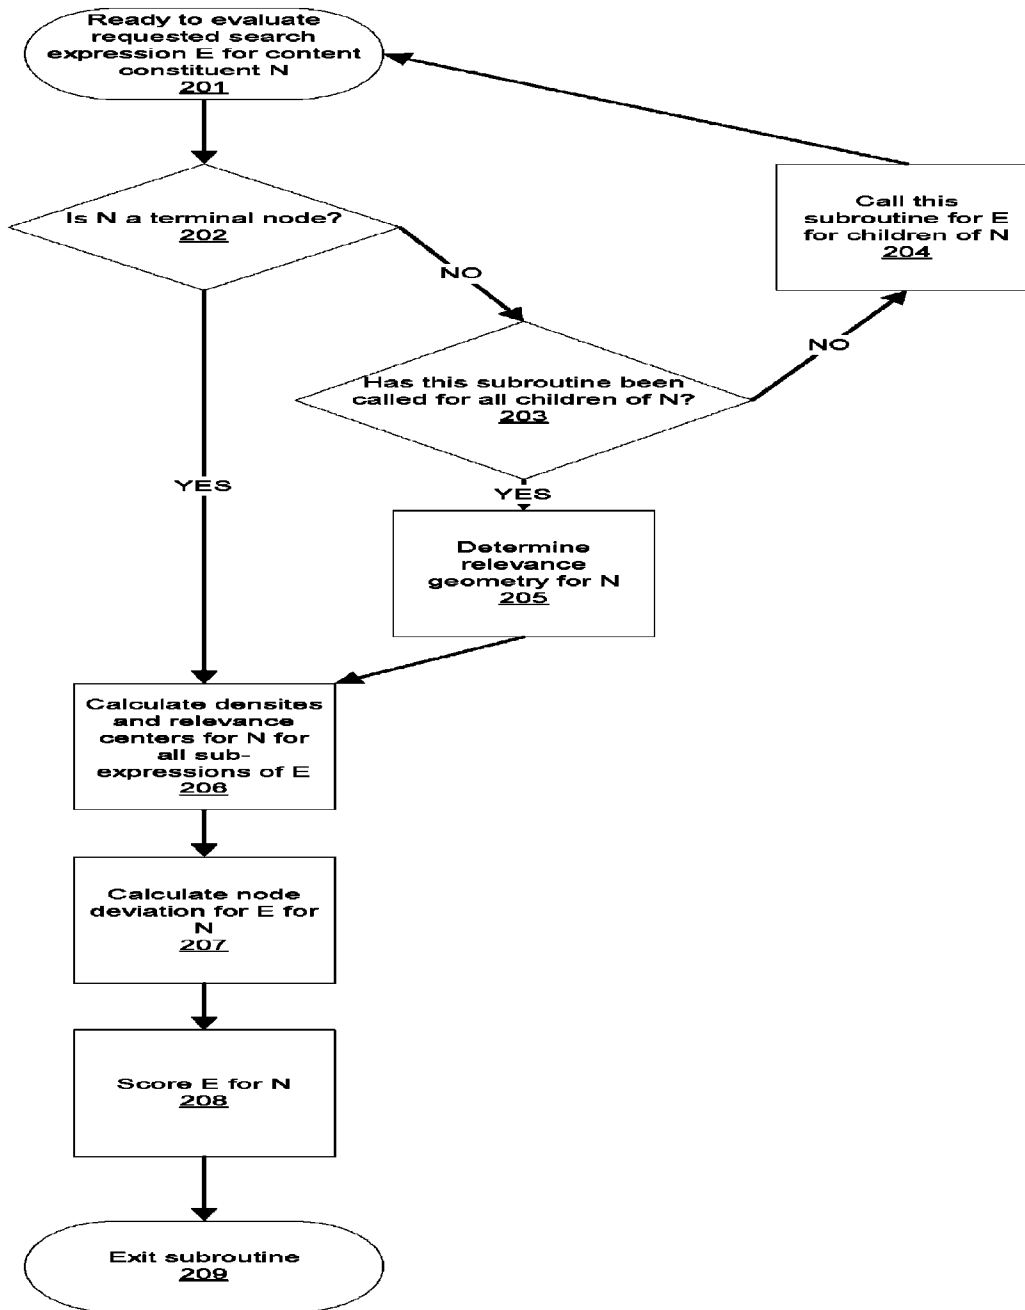 Ready to evaluate
requested search
expression E for content
constituent N
201
Is N a terminal node?
202
Call this
subroutine for E
for children of N
204
NO
NO
Has this subroutine been
called for all children of N?
203
YES
YES
Determine
relevance
geometry for N
205
Calculate densites
and relevance
centers for N for
all sub-
expressions of E
206
Calculate node
deviation for E for
N
207
Score E for N
208
Exit subroutine
209